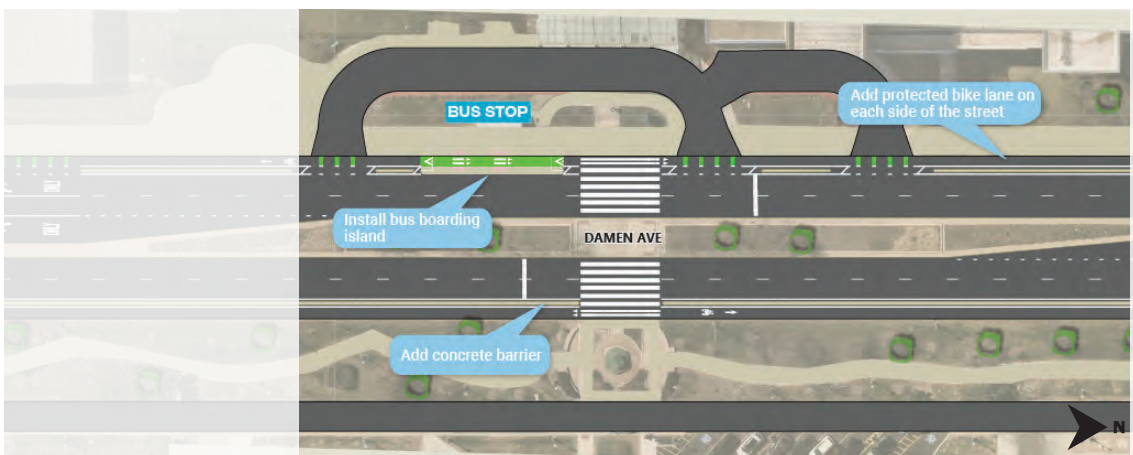 Add protected bike lane on
each side of the street
BUS STOP
Install bus boarding
island
DAMEN AVE
Add concrete barrier
N